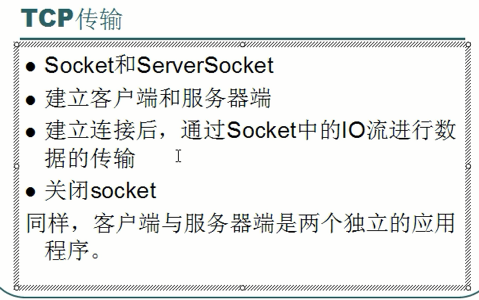 TCP传输
● Socket和ServerSocket
● 建立客户端和服务器端
● 建立连接后，通过Socket中的IO流进行数
据的传输
● 关闭socket
同样，客户端与服务器端是两个独立的应用
程序。